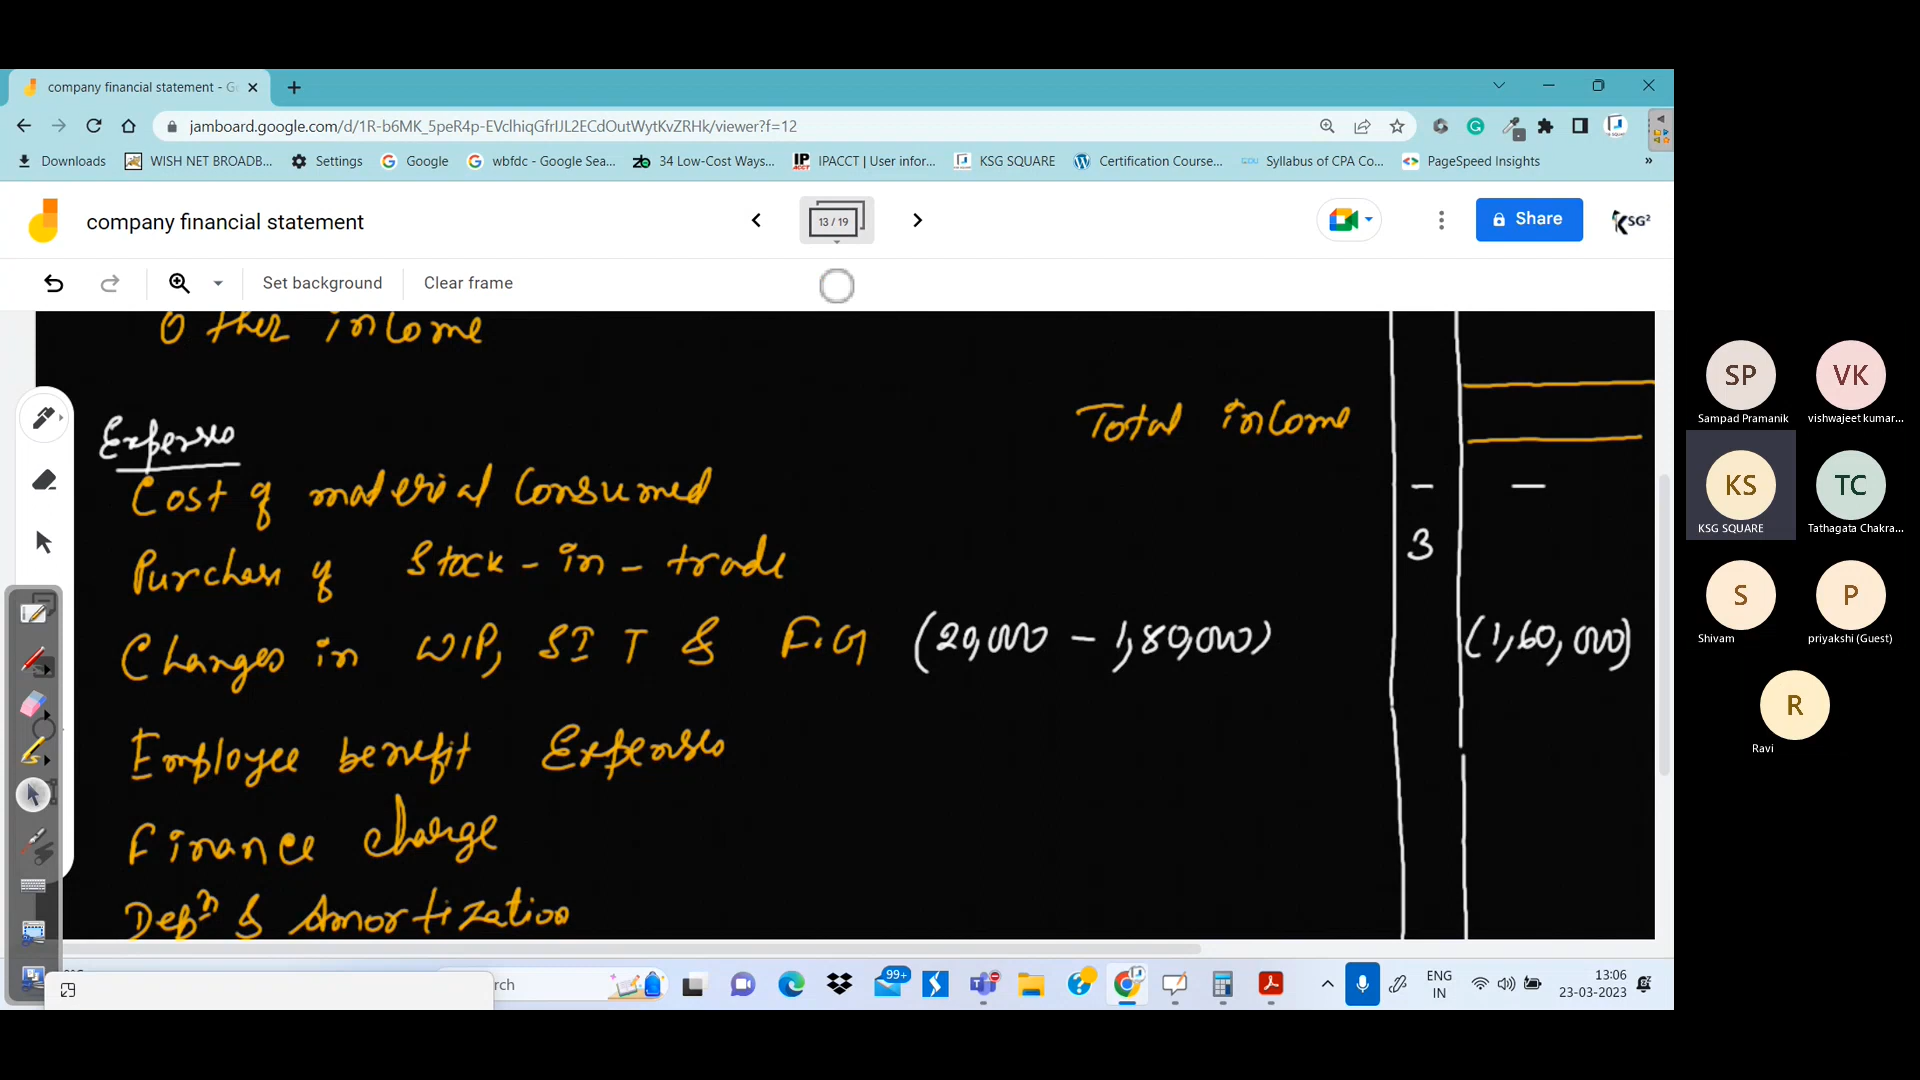 company financial statement - G
jamboard.google.com/d/1R-b6MK_5peR4p-EVclhiqGfrIJL2ECdOutWytKvZRHk/viewer?f=12
Downloads WISH NET BROADB... Settings Google wbfdc - Google Sea... 34 Low-Cost Ways... IPACCT | User infor... KSG SQUARE Certification Course... Syllabus of CPA Co... PageSpeed Insights »
company financial statement 13 / 19 Share KSG²
Set background Clear frame
Other income
Total income
Expenses
Cost of material Consumed - -
Purchase of Stock-in-trade 3
Changes in WIP, SIT & F.G (20,000 - 1,80,000) (1,60,000)
Employee benefit Expenses
Finance charge
Depn & Amortization
SP VK
Sampad Pramanik vishwajeet kumar...
KS TC
KSG SQUARE Tathagata Chakra...
S P
Shivam priyakshi (Guest)
R
Ravi
rch 99+ ENG IN 13:06 23-03-2023